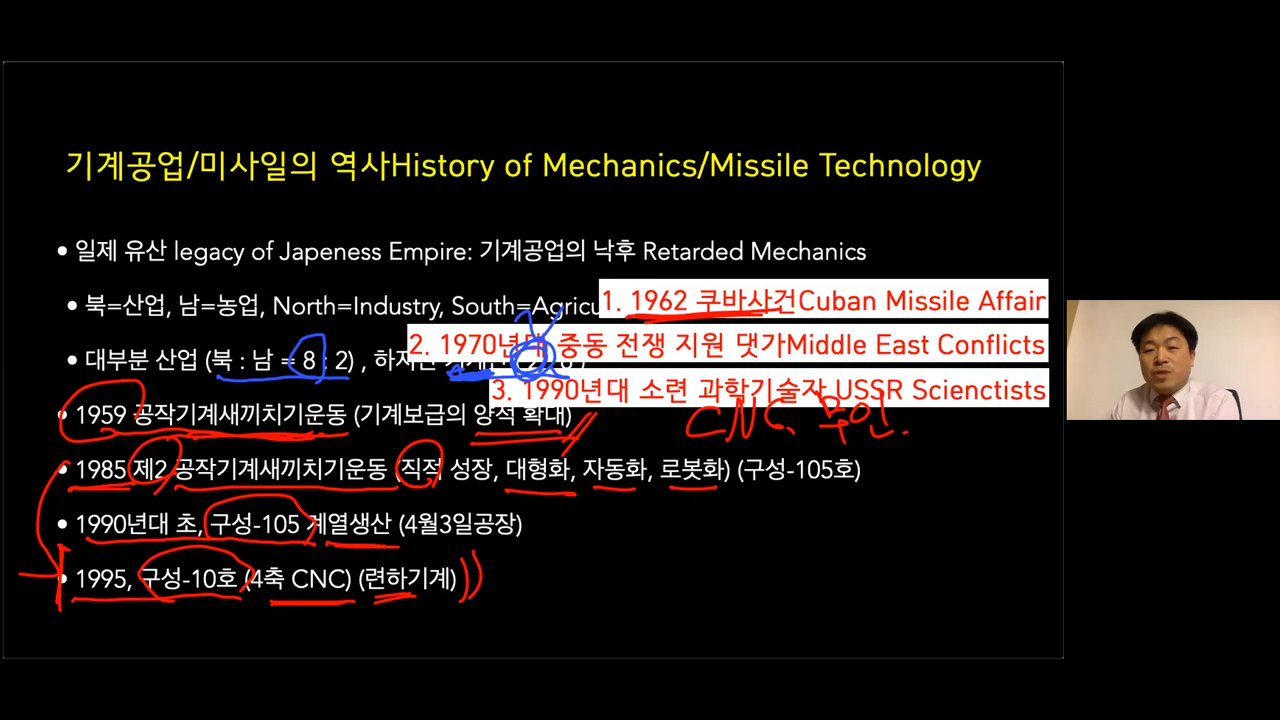 기계공업/미사일의 역사History of Mechanics/Missile Technology
• 일제 유산 legacy of Japeness Empire: 기계공업의 낙후 Retarded Mechanics
• 북=산업, 남=농업, North=Industry, South=Agricu
1. 1962 쿠바사건Cuban Missile Affair
• 대부분 산업 (북 : 남 = 8 : 2) , 하지만
2. 1970년대 중동 전쟁 지원 댓가Middle East Conflicts
3. 1990년대 소련 과학기술자 USSR Scienctists
• 1959 공작기계새끼치기운동 (기계보급의 양적 확대)
CNC 무인.
• 1985 제2 공작기계새끼치기운동 (직적 성장, 대형화, 자동화, 로봇화) (구성-105호)
• 1990년대 초, 구성-105 계열생산 (4월3일공장)
• 1995, 구성-10호 (4축 CNC) (련하기계)